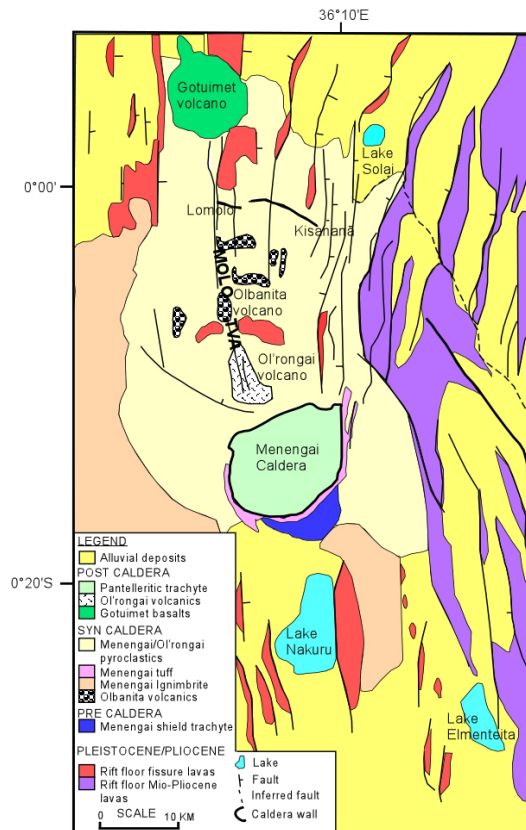 36°10'E
Gotuimet
volcano
Lake
Solai
0°00'
Lomolo
Kisanana
MOLO TVA
Olbanita
volcano
Ol'rongai
volcano
Menengai
Caldera
LEGEND
Alluvial deposits
POST CALDERA
Pantelleritic trachyte
Ol'rongai volcanics
Gotuimet basalts
SYN CALDERA
Menengai/Ol'rongai
pyroclastics
Menengai tuff
Menengai Ignimbrite
Olbanita volcanics
PRE CALDERA
Menengai shield trachyte
PLEISTOCENE/PLIOCENE
Rift floor fissure lavas
Rift floor Mio-Pliocene
lavas
SCALE
0 10 KM
Lake
Fault
Inferred fault
Caldera wall
0°20'S
Lake
Nakuru
Lake
Elmenteita